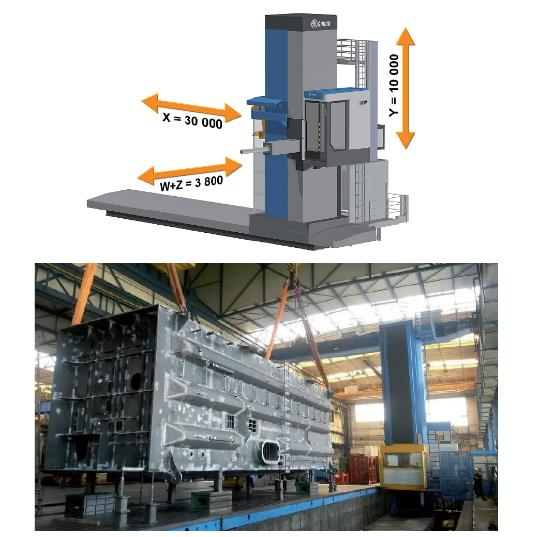 X = 30 000
Y = 10 000
W+Z = 3 800